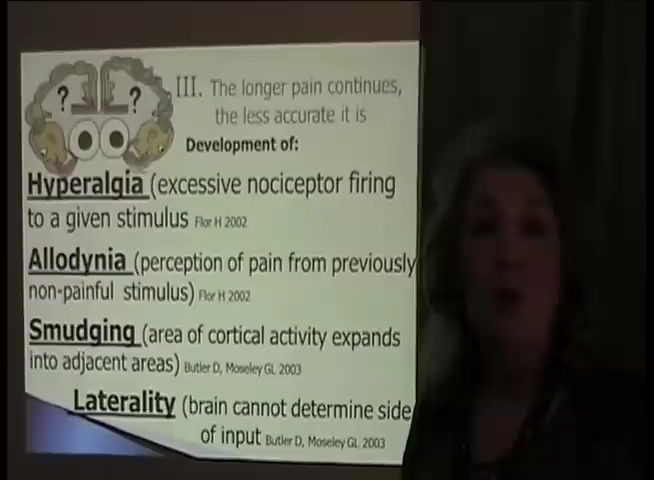 ? ?
III. The longer pain continues,
the less accurate it is
Development of:
Hyperalgia (excessive nociceptor firing
to a given stimulus Flor H 2002
Allodynia (perception of pain from previously
non-painful stimulus) Flor H 2002
Smudging (area of cortical activity expands
into adjacent areas) Butler D, Moseley GL 2003
Laterality (brain cannot determine side
of input Butler D, Moseley GL 2003